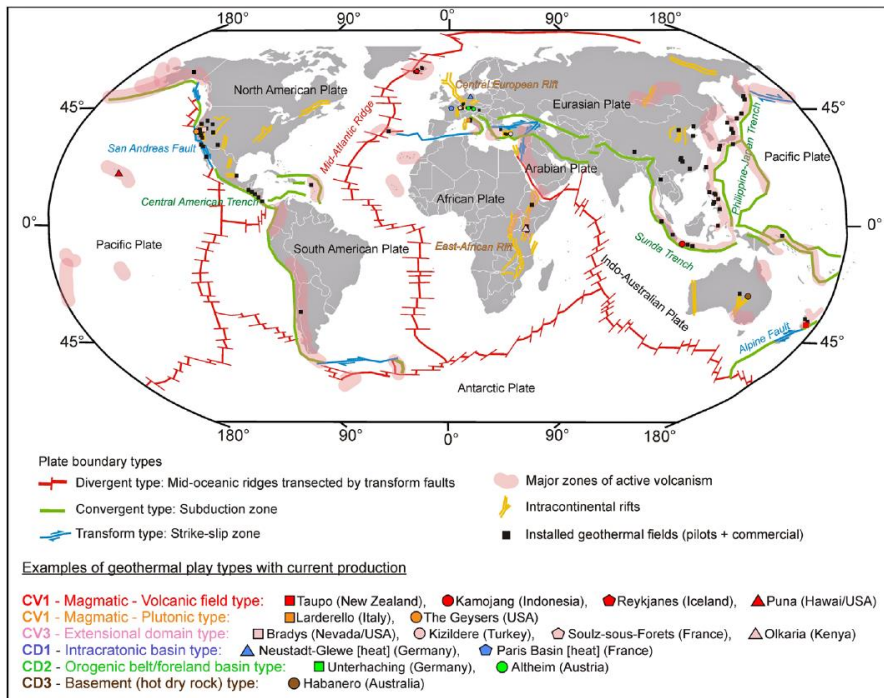 180°
90°
0°
90°
180°
North American Plate
Central European Rift
Eurasian Plate
45°
45°
San Andreas Fault
Mid-Atlantic Ridge
Arabian Plate
Philippine-Japan Trench
Pacific Plate
Central American Trench
African Plate
0°
0°
Pacific Plate
South American Plate
East-African Rift
Sunda Trench
Indo-Australian Plate
45°
45°
Alpine Fault
Antarctic Plate
180°
90°
0°
90°
180°
Plate boundary types
Divergent type: Mid-oceanic ridges transected by transform faults
Convergent type: Subduction zone
Transform type: Strike-slip zone
Major zones of active volcanism
Intracontinental rifts
Installed geothermal fields (pilots + commercial)
Examples of geothermal play types with current production
CV1 - Magmatic - Volcanic field type: Taupo (New Zealand), Kamojang (Indonesia), Reykjanes (Iceland), Puna (Hawai/USA)
CV1 - Magmatic - Plutonic type: Larderello (Italy), The Geysers (USA)
CV3 - Extensional domain type: Bradys (Nevada/USA), Kizildere (Turkey), Soulz-sous-Forets (France), Olkaria (Kenya)
CD1 - Intracratonic basin type: Neustadt-Glewe [heat] (Germany), Paris Basin [heat] (France)
CD2 - Orogenic belt/foreland basin type: Unterhaching (Germany), Altheim (Austria)
CD3 - Basement (hot dry rock) type: Habanero (Australia)